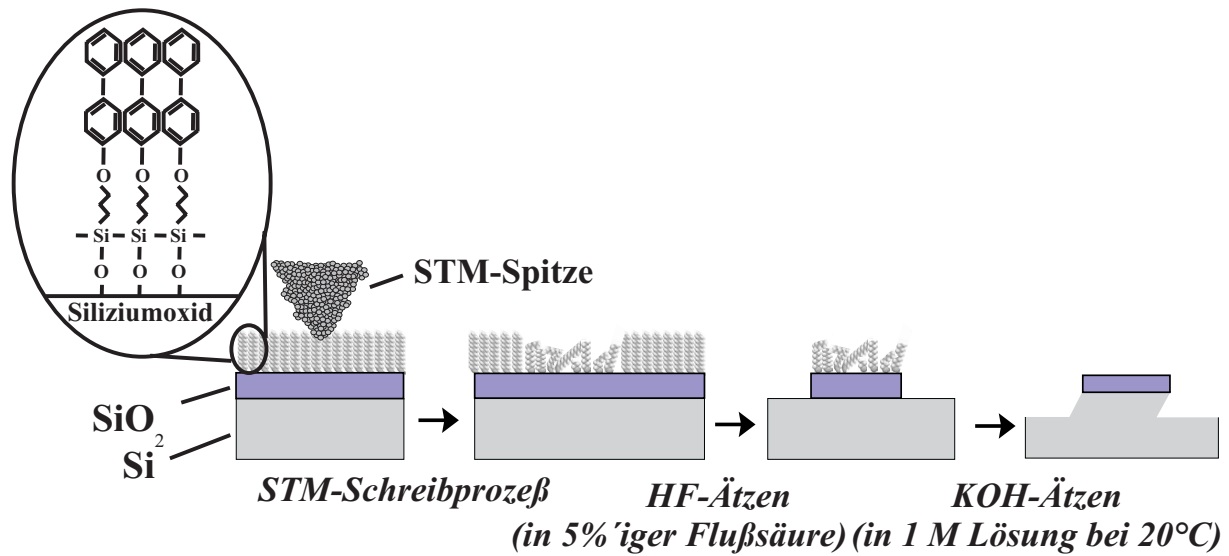 O O O
Si Si Si
O O O
Siliziumoxid
STM-Spitze
SiO2
Si
STM-Schreibprozeß
HF-Ätzen
(in 5%´iger Flußsäure)
KOH-Ätzen
(in 1 M Lösung bei 20°C)